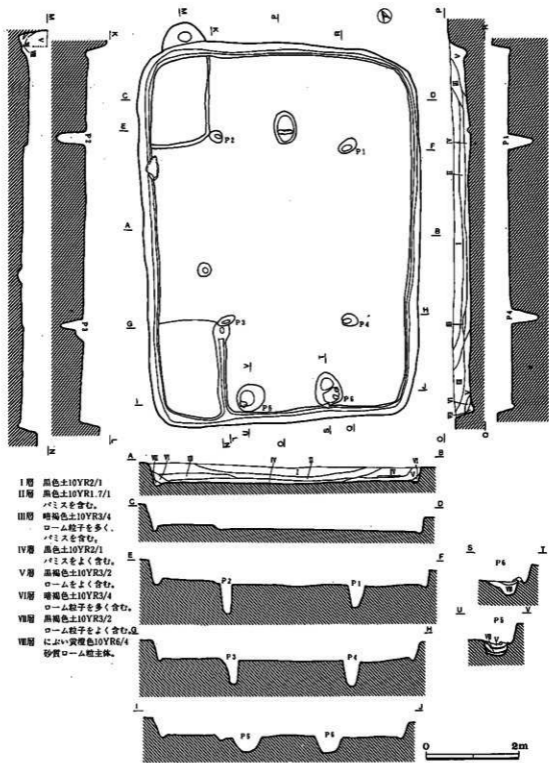 P2
P1
P3
P4
P5
P6
I層 黒色土10YR2/1
II層 黒色土10YR1.7/1
パミスを含む。
III層 暗褐色土10YR3/4
ローム粒子を多く、
パミスを含む。
IV層 黒色土10YR2/1
パミスをよく含む。
V層 黒褐色土10YR3/2
ロームをよく含む。
VI層 暗褐色土10YR3/4
ローム粒子を多く含む。
VII層 黒褐色土10YR3/2
ローム粒子をよく含む。
VIII層 にぶい黄橙色10YR6/4
砂質ローム粒主体。
A B
C D
E F
P2 P1
G H
P3 P4
I J
P5 P6
S T
P6
U V
P5
0 2m